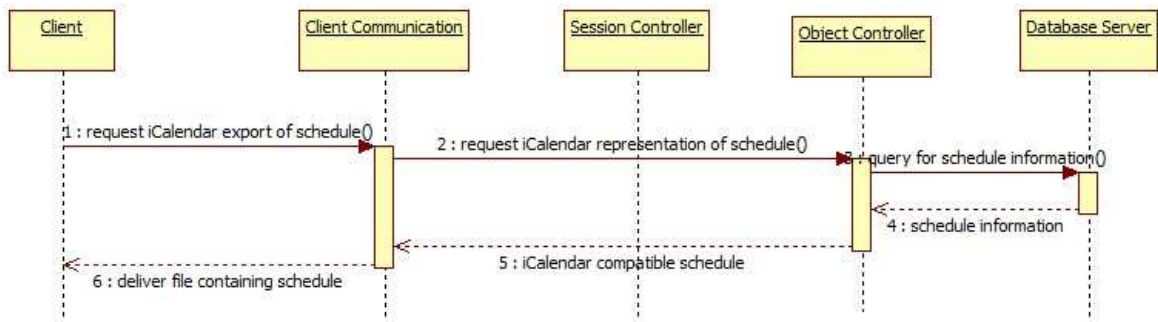 Client
Client Communication
Session Controller
Object Controller
Database Server
1 : request iCalendar export of schedule()
2 : request iCalendar representation of schedule()
3 : query for schedule information()
4 : schedule information
5 : iCalendar compatible schedule
6 : deliver file containing schedule